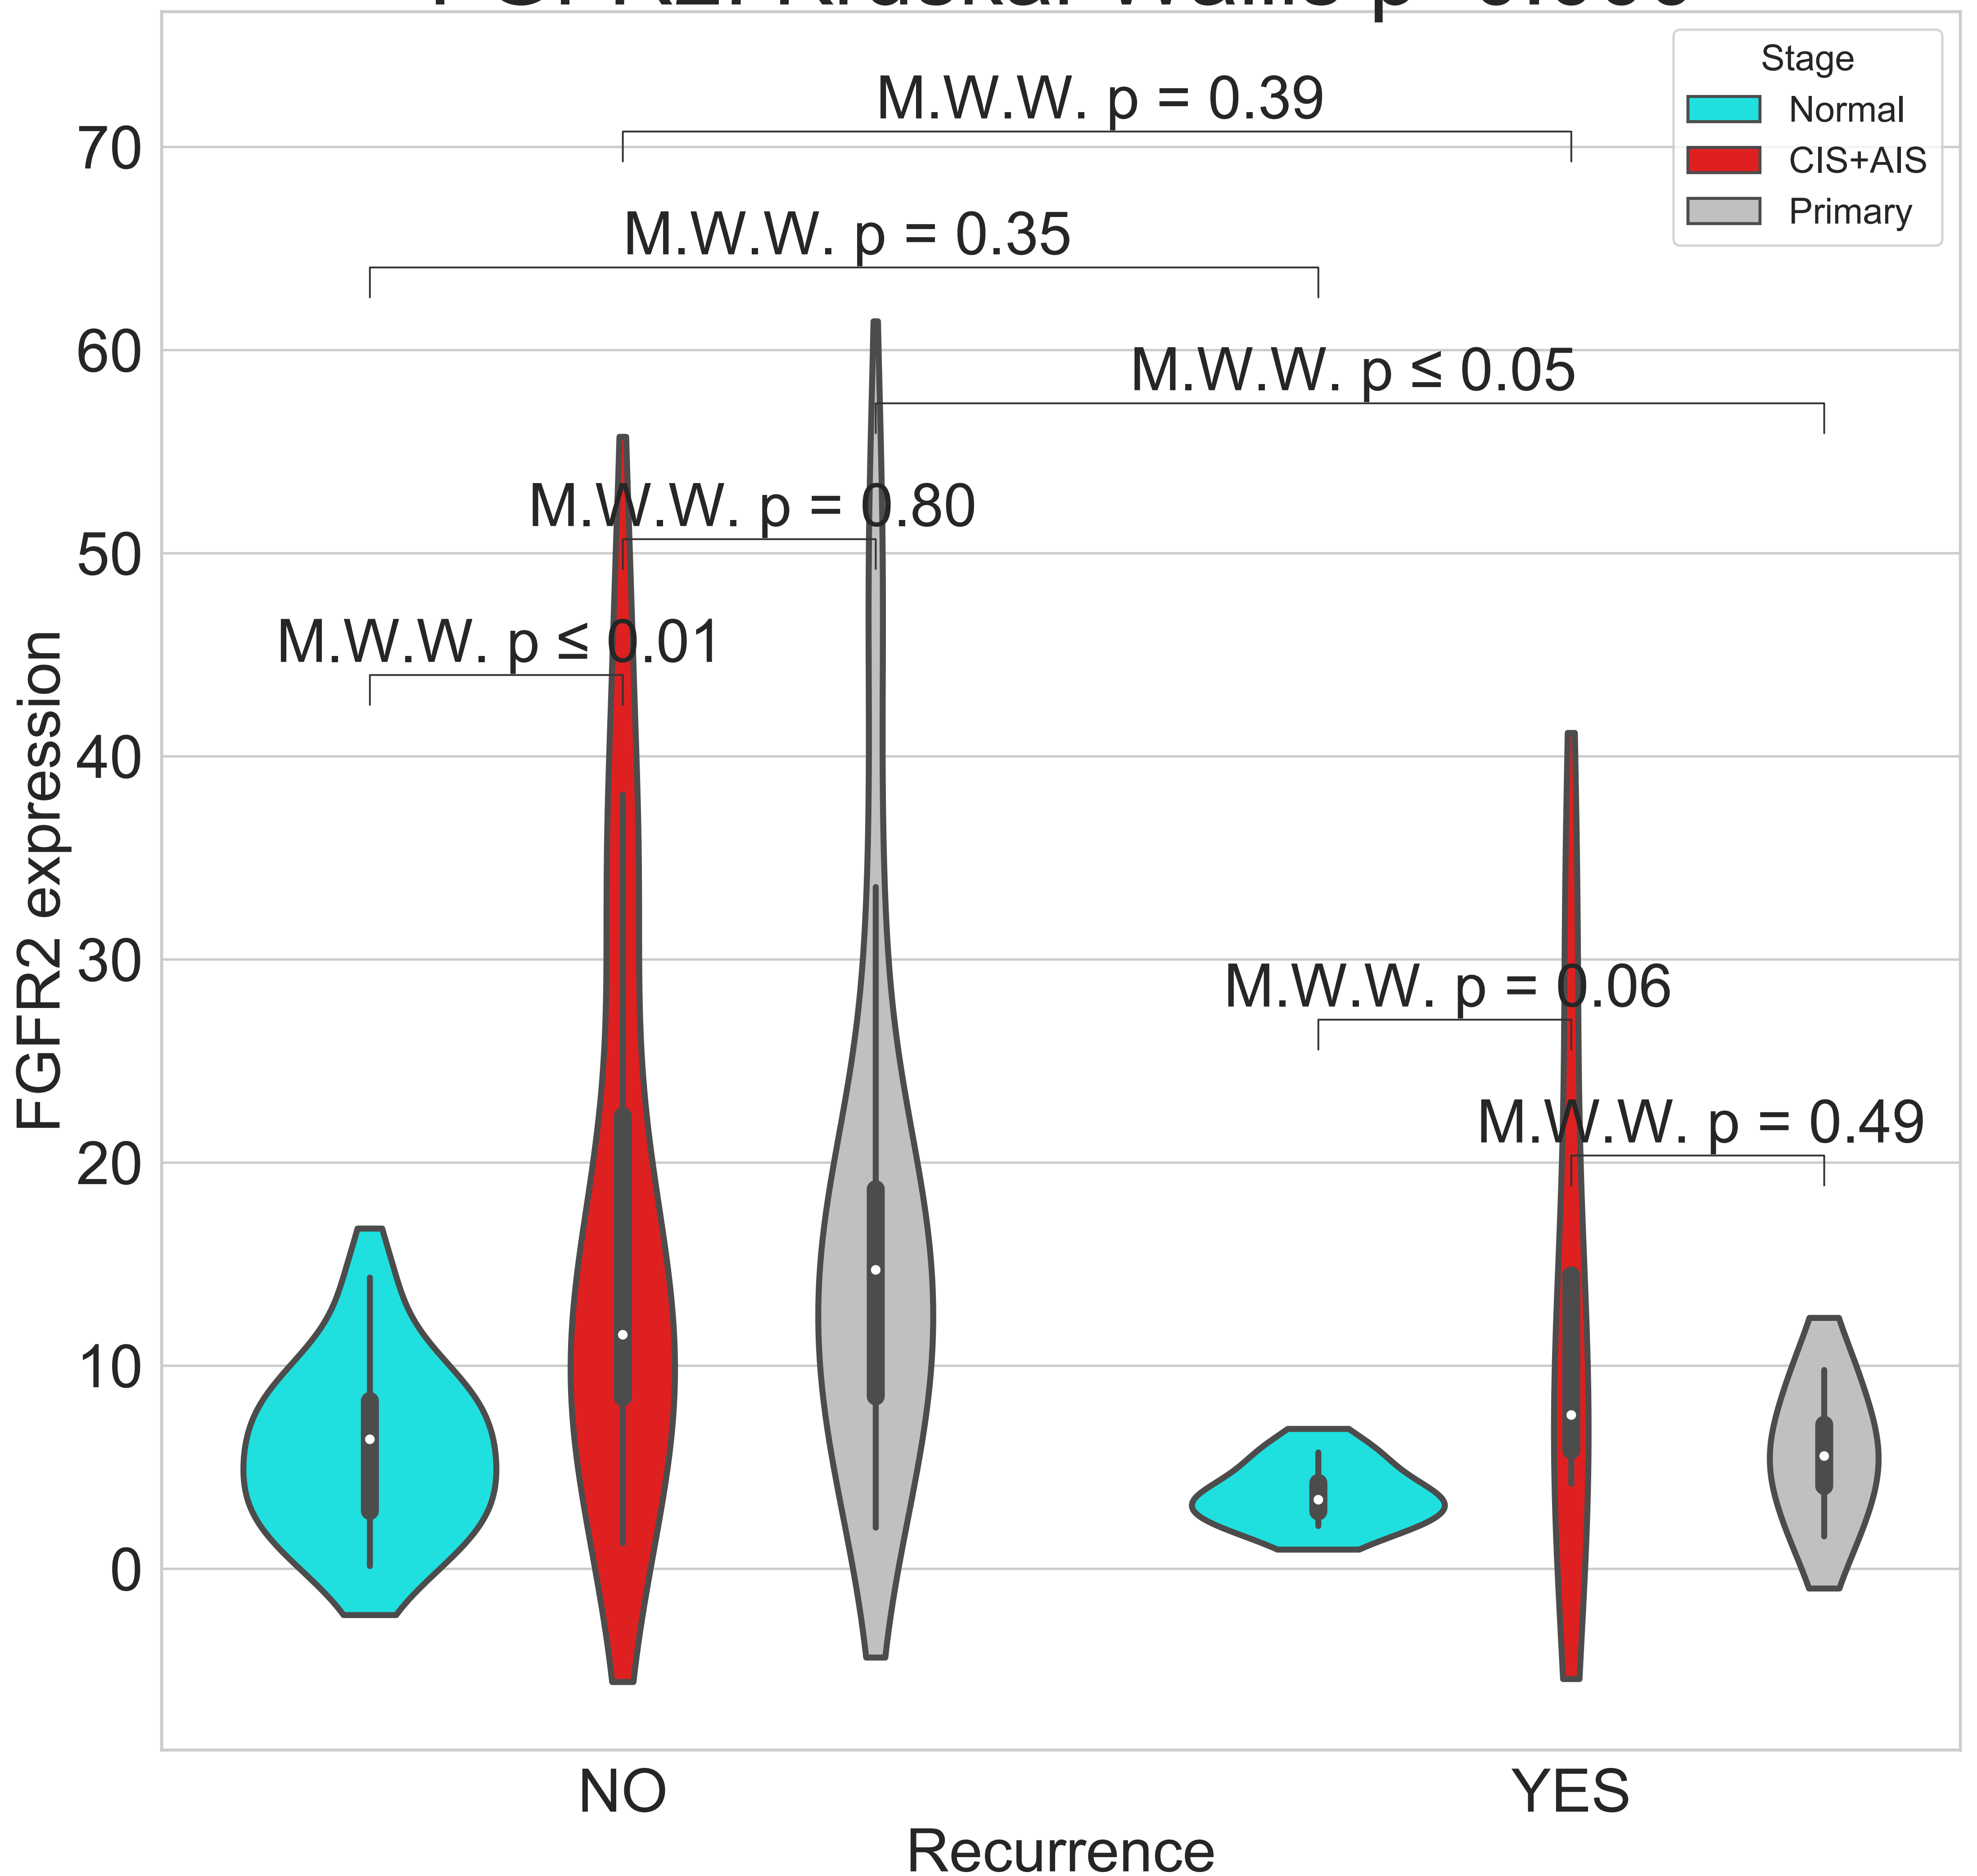 Stage
Normal
CIS+AIS
Primary
M.W.W. p = 0.39
M.W.W. p = 0.35
M.W.W. p ≤ 0.05
M.W.W. p = 0.80
M.W.W. p ≤ 0.01
M.W.W. p = 0.06
M.W.W. p = 0.49
70
60
50
40
30
20
10
0
FGFR2 expression
NO
YES
Recurrence